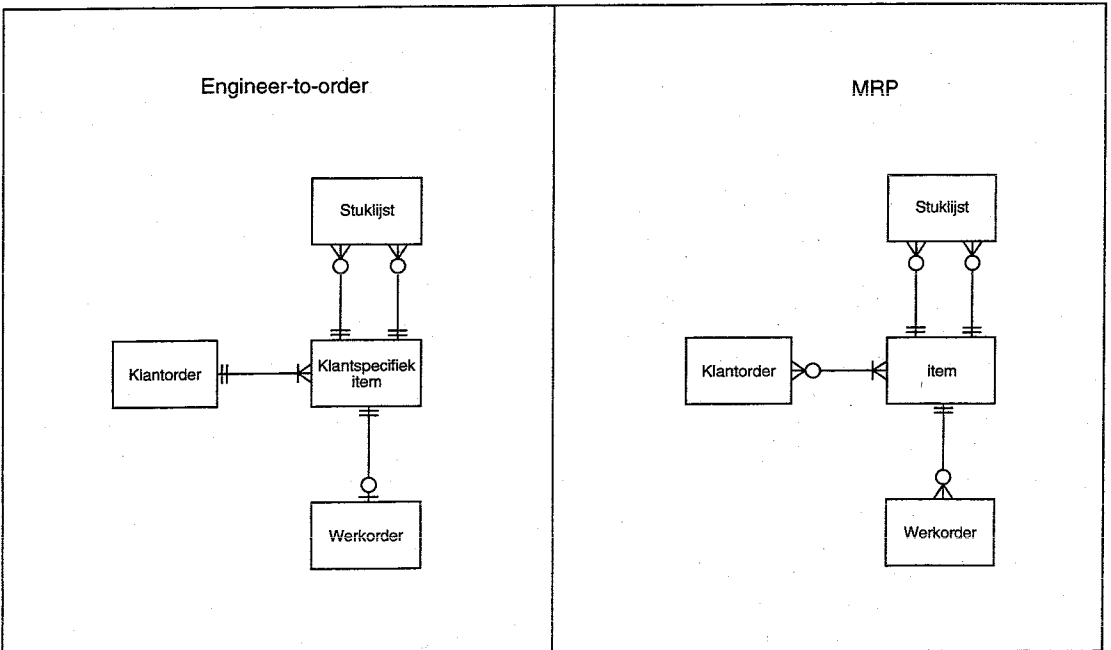 Engineer-to-order
Stuklijst
Klantorder
Klantspecifiek
item
Werkorder
MRP
Stuklijst
Klantorder
item
Werkorder